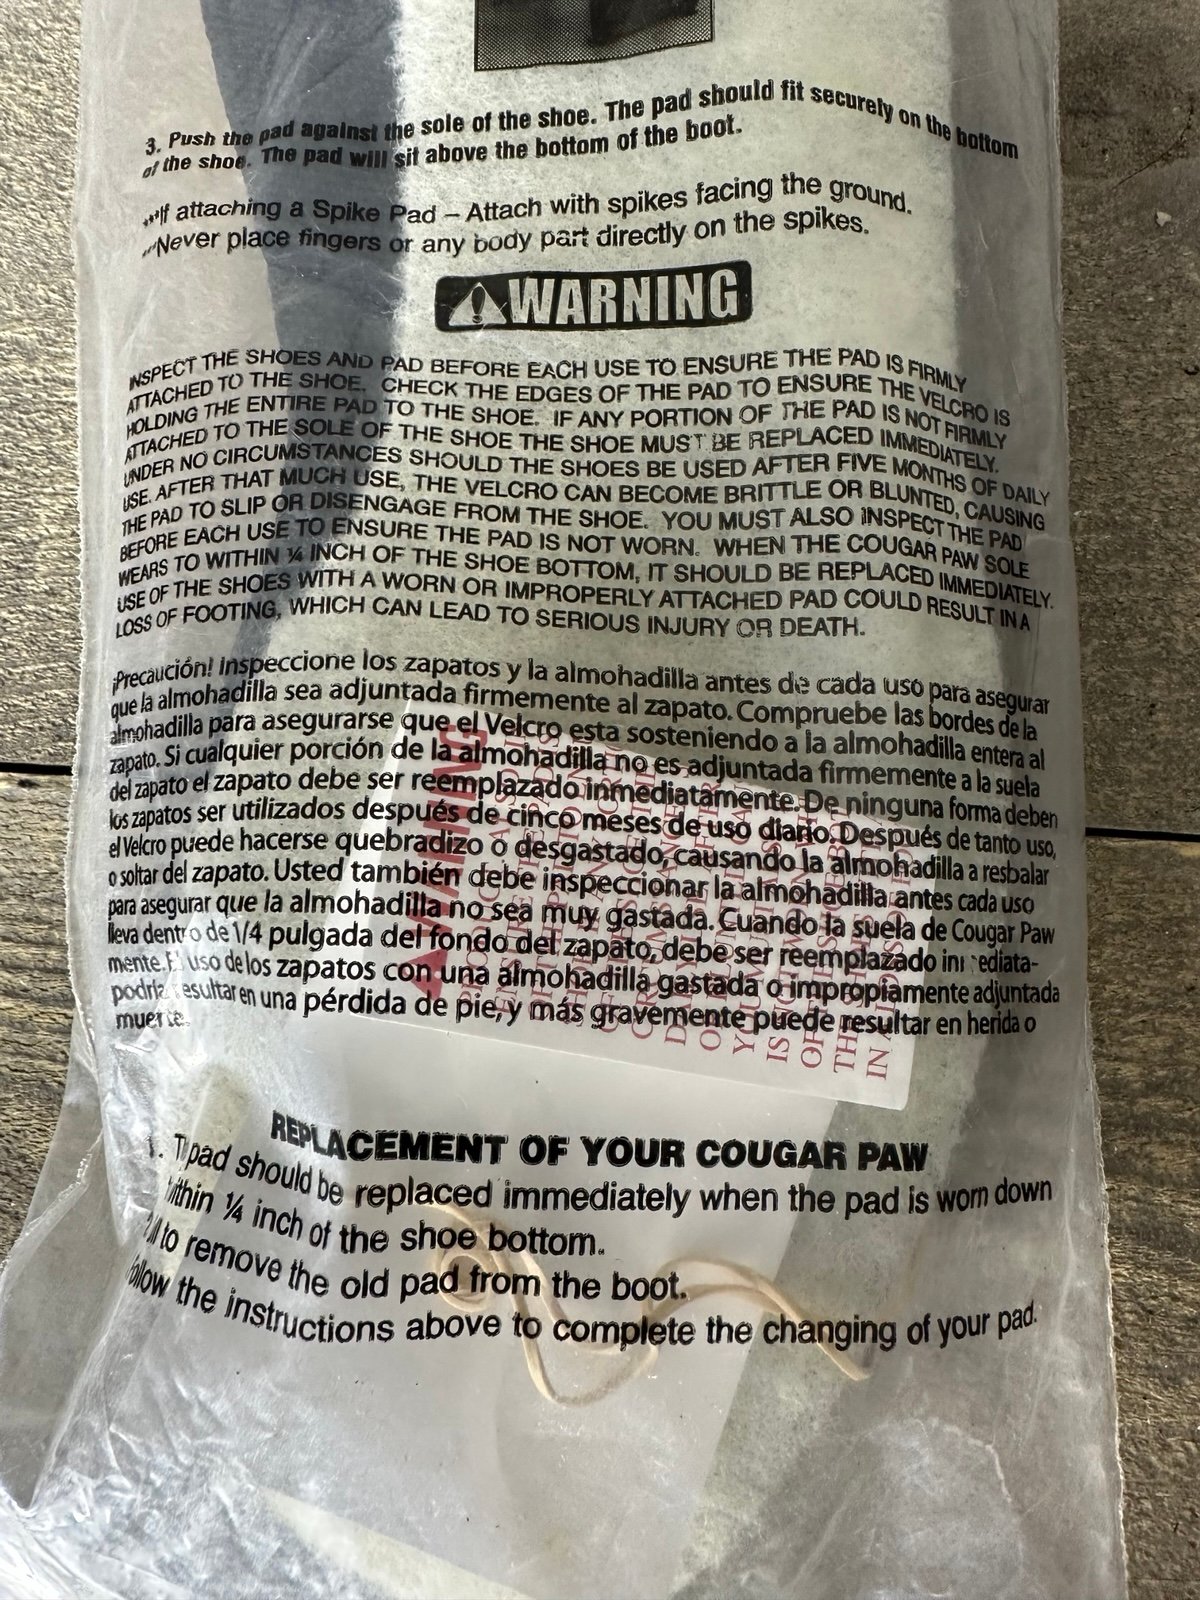 3. Push the pad against the sole of the shoe. The pad should fit securely on the bottom
of the shoe. The pad will sit above the bottom of the boot.
If attaching a Spike Pad – Attach with spikes facing the ground.
Never place fingers or any body part directly on the spikes.
WARNING
INSPECT THE SHOES AND PAD BEFORE EACH USE TO ENSURE THE PAD IS FIRMLY
ATTACHED TO THE SHOE. CHECK THE EDGES OF THE PAD TO ENSURE THE VELCRO IS
HOLDING THE ENTIRE PAD TO THE SHOE. IF ANY PORTION OF THE PAD IS NOT FIRMLY
ATTACHED TO THE SOLE OF THE SHOE THE SHOE MUST BE REPLACED IMMEDIATELY.
UNDER NO CIRCUMSTANCES SHOULD THE SHOES BE USED AFTER FIVE MONTHS OF DAILY
USE. AFTER THAT MUCH USE, THE VELCRO CAN BECOME BRITTLE OR BLUNTED, CAUSING
THE PAD TO SLIP OR DISENGAGE FROM THE SHOE. YOU MUST ALSO INSPECT THE PAD
BEFORE EACH USE TO ENSURE THE PAD IS NOT WORN. WHEN THE COUGAR PAW SOLE
WEARS TO WITHIN ¼ INCH OF THE SHOE BOTTOM, IT SHOULD BE REPLACED IMMEDIATELY.
USE OF THE SHOES WITH A WORN OR IMPROPERLY ATTACHED PAD COULD RESULT IN A
LOSS OF FOOTING, WHICH CAN LEAD TO SERIOUS INJURY OR DEATH.
¡Precaución! Inspeccione los zapatos y la almohadilla antes de cada uso para asegurar
que la almohadilla sea adjuntada firmemente al zapato. Compruebe las bordes de la
almohadilla para asegurarse que el Velcro esta sosteniendo a la almohadilla entera al
zapato. Si cualquier porción de la almohadilla no es adjuntada firmemente a la suela
del zapato el zapato debe ser reemplazado inmediatamente. De ninguna forma deben
los zapatos ser utilizados después de cinco meses de uso diario. Después de tanto uso,
el Velcro puede hacerse quebradizo o desgastado, causando la almohadilla a resbalar
o soltar del zapato. Usted también debe inspeccionar la almohadilla antes cada uso
para asegurar que la almohadilla no sea muy gastada. Cuando la suela de Cougar Paw
lleva dentro de 1/4 pulgada del fondo del zapato, debe ser reemplazado inmediata-
mente. El uso de los zapatos con una almohadilla gastada o impropiamente adjuntada
podría resultar en una pérdida de pie, y más gravemente puede resultar en herida o
muerte.
WARNING
REPLACEMENT OF YOUR COUGAR PAW
1. pad should be replaced immediately when the pad is worn down
within ¼ inch of the shoe bottom.
to remove the old pad from the boot.
follow the instructions above to complete the changing of your pad.